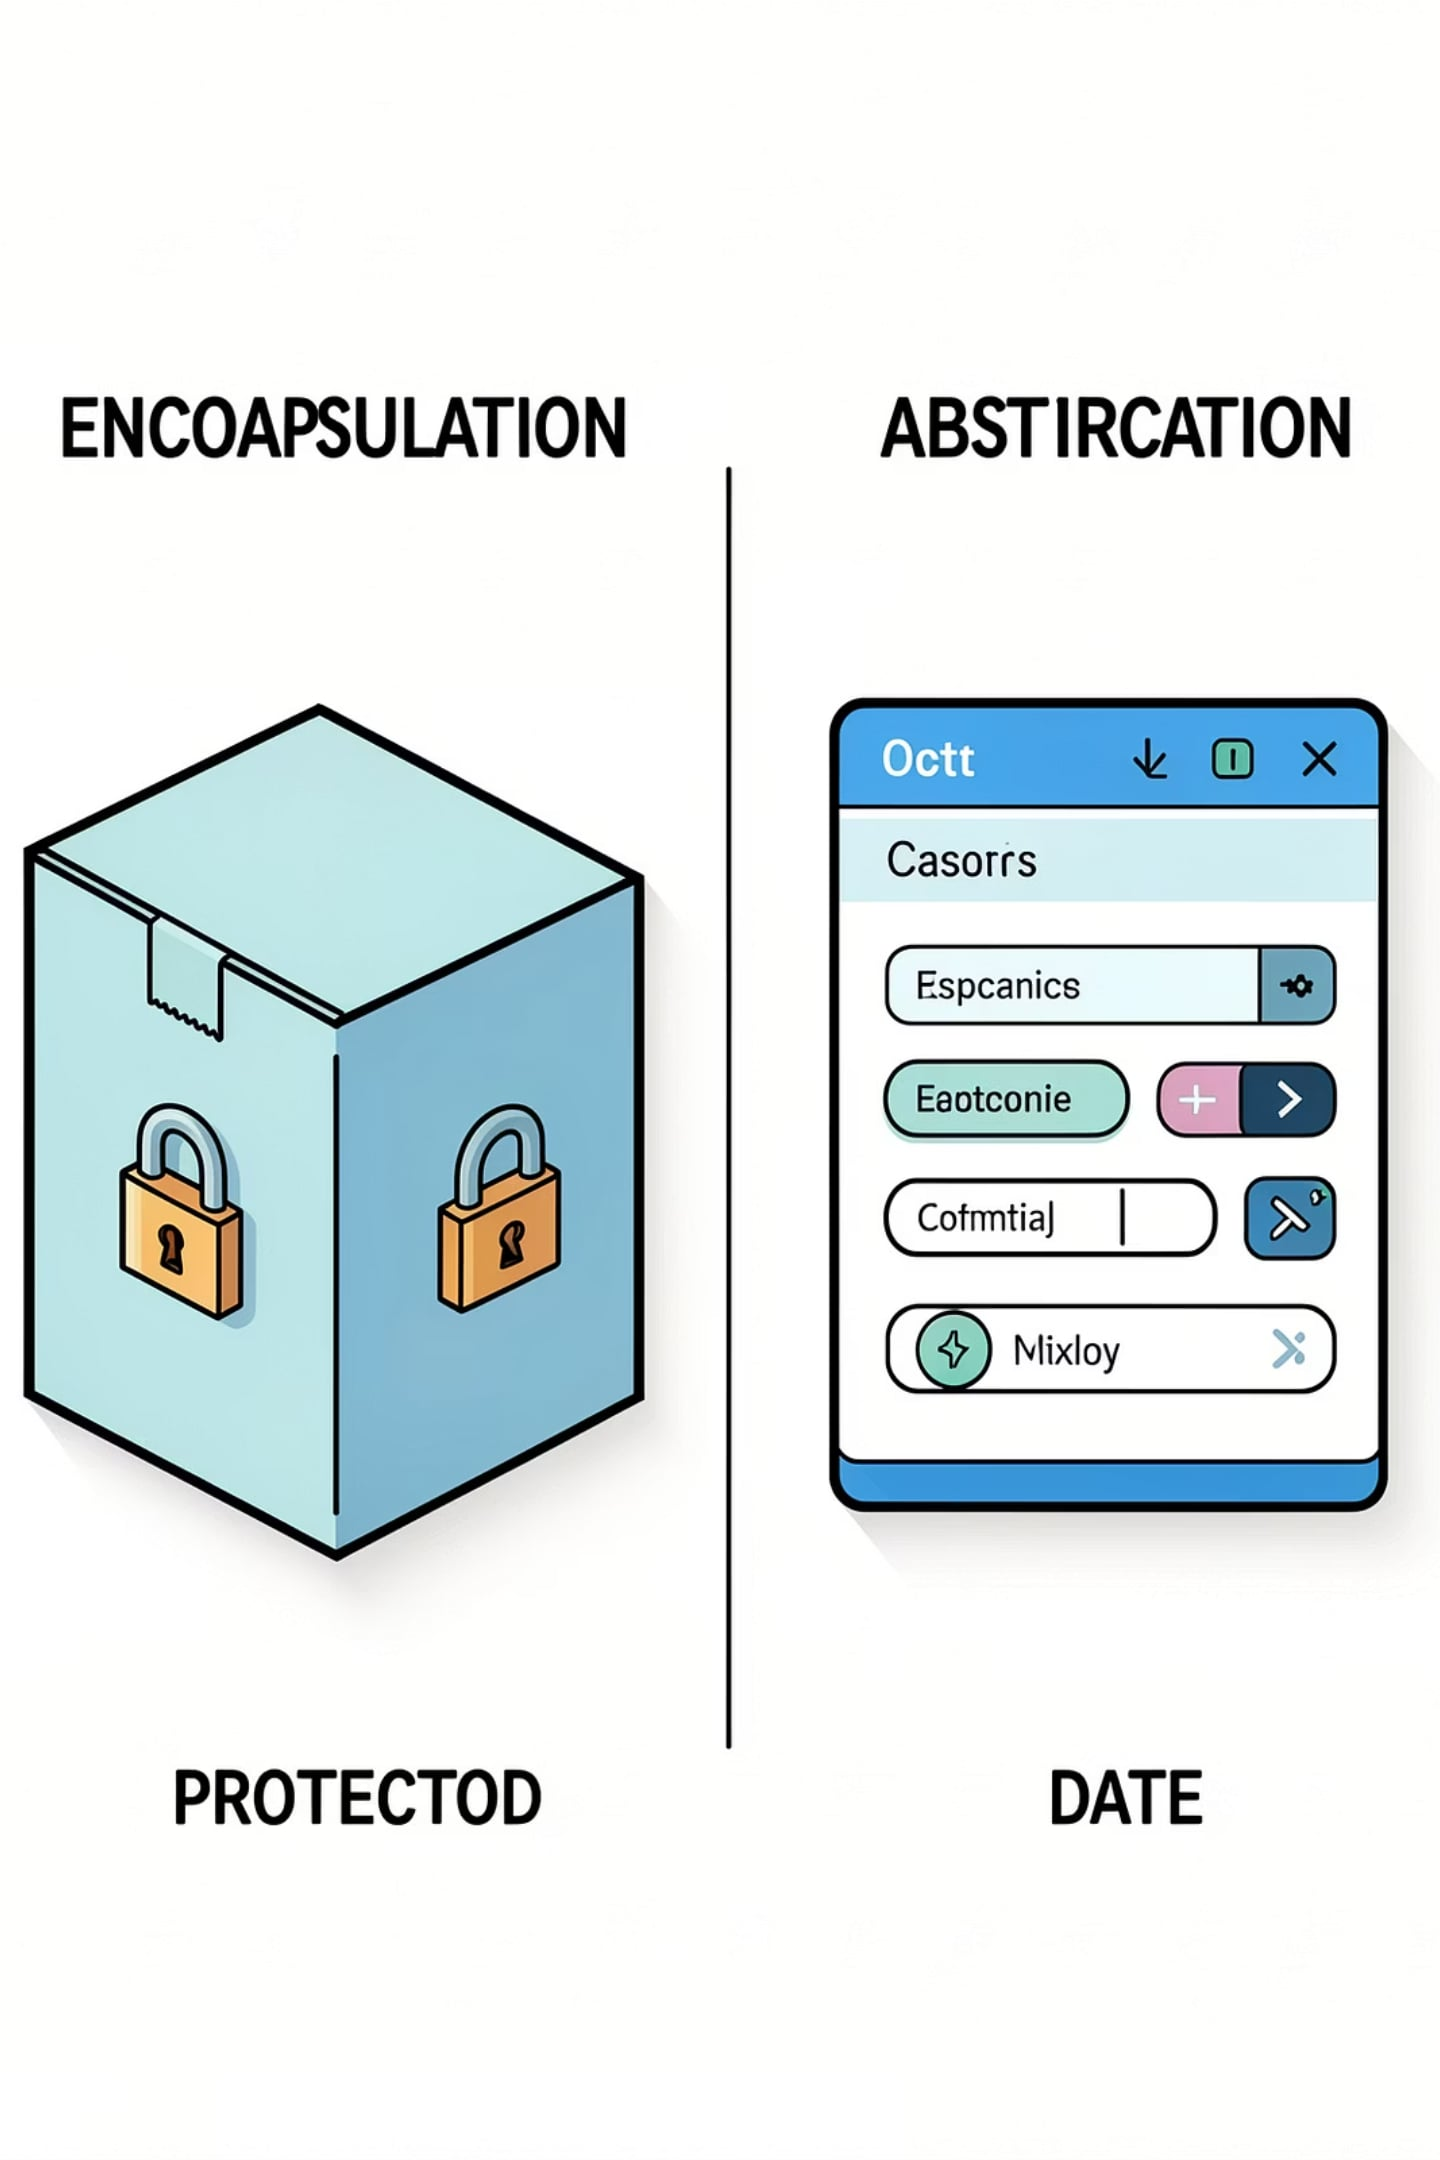 ENCOAPSULATION
ABSTIRCATION
Octt
Casorrs
Espcanics
Eaotconie
Cofmtial
Mixloy
PROTECTOD
DATE